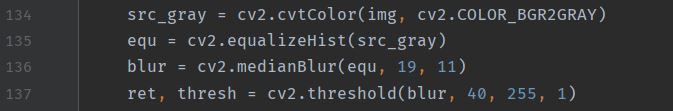 134 src_gray = cv2.cvtColor(img, cv2.COLOR_BGR2GRAY)
135 equ = cv2.equalizeHist(src_gray)
136 blur = cv2.medianBlur(equ, 19, 11)
137 ret, thresh = cv2.threshold(blur, 40, 255, 1)